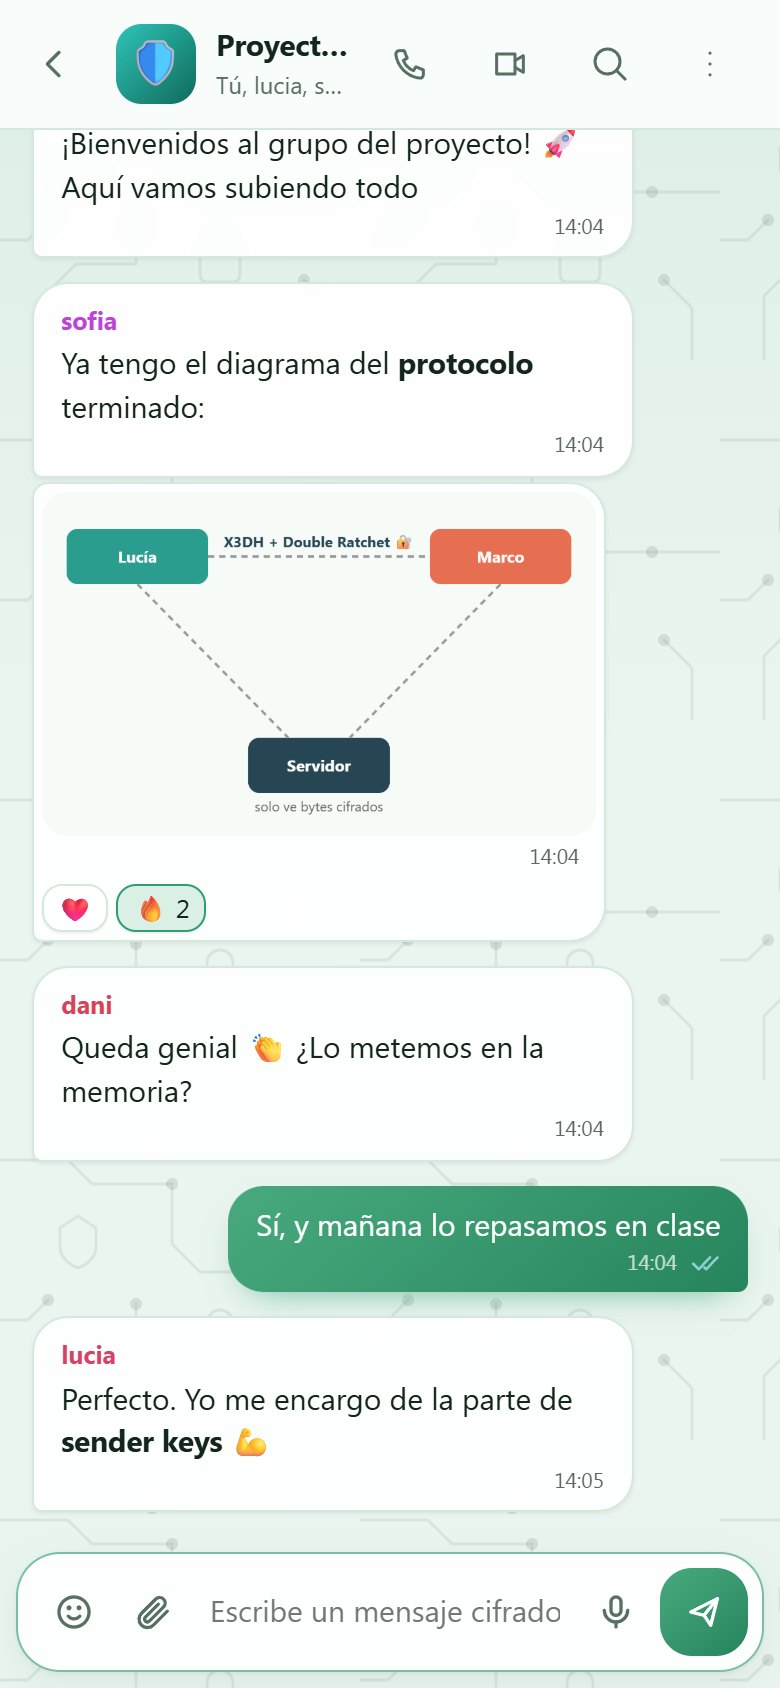 Proyect...
Tú, lucia, s...
¡Bienvenidos al grupo del proyecto! 🚀
Aquí vamos subiendo todo
14:04
sofia
Ya tengo el diagrama del protocolo
terminado:
14:04
X3DH + Double Ratchet 🔐
Lucía
Marco
Servidor
solo ve bytes cifrados
14:04
❤️ 🔥 2
dani
Queda genial 👏 ¿Lo metemos en la
memoria?
14:04
Sí, y mañana lo repasamos en clase
14:04
lucia
Perfecto. Yo me encargo de la parte de
sender keys 💪
14:05
Escribe un mensaje cifrado